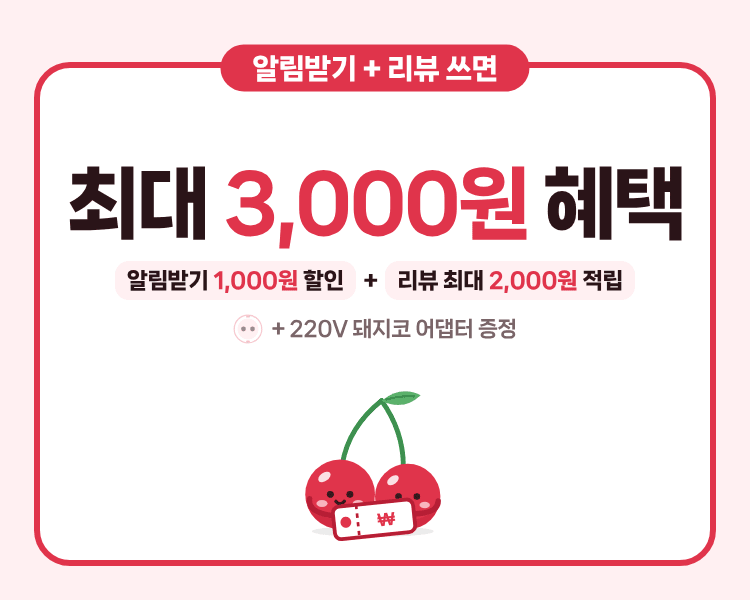 알림받기 + 리뷰 쓰면
최대 3,000원 혜택
알림받기 1,000원 할인 + 리뷰 최대 2,000원 적립
+ 220V 돼지코 어댑터 증정
₩